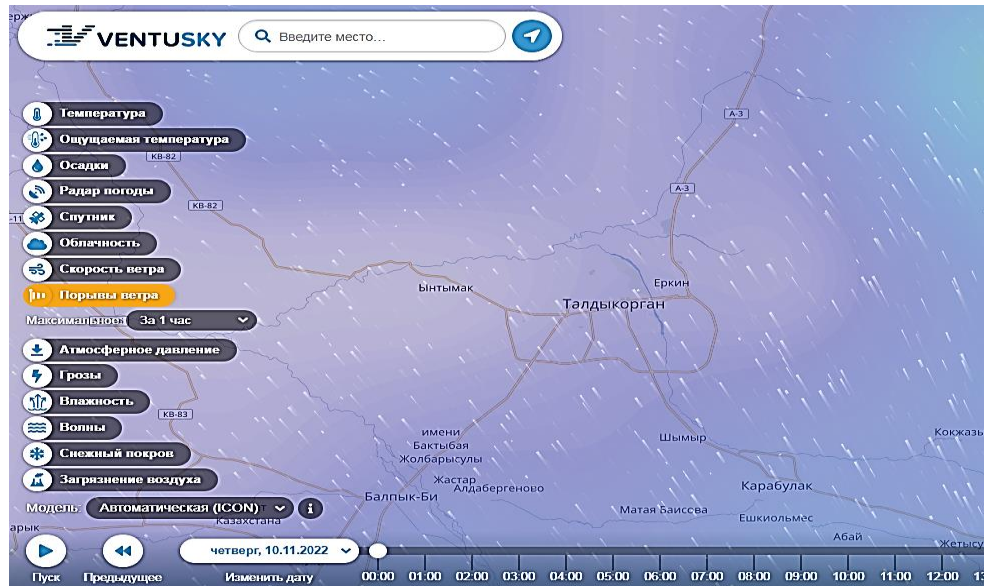 VENTUSKY
Введите место...
A-3
Температура
Ощущаемая температура
KB-82
Осадки
Радар погоды
A-3
KB-82
Спутник
Облачность
Скорость ветра
Ынтымак
Еркин
Порывы ветра
Талдыкорган
За 1 час
Атмосферное давление
Грозы
Влажность
KB-83
Волны
имени
Бактыбая
Жолбарысулы
Шымыр
Кокжазы
Снежный покров
Загрязнение воздуха
Жастар
Алдабергеново
Карабулак
Балпык-Би
Модель:
Автоматическая (ICON)
i
Матая Баисова
Ешкиольмес
Казахстана
арык
Абай
Жетысу
четверг, 10.11.2022
Пуск
Предыдущее
Изменить дату
00:00 01:00 02:00 03:00 04:00 05:00 06:00 07:00 08:00 09:00 10:00 11:00 12:00